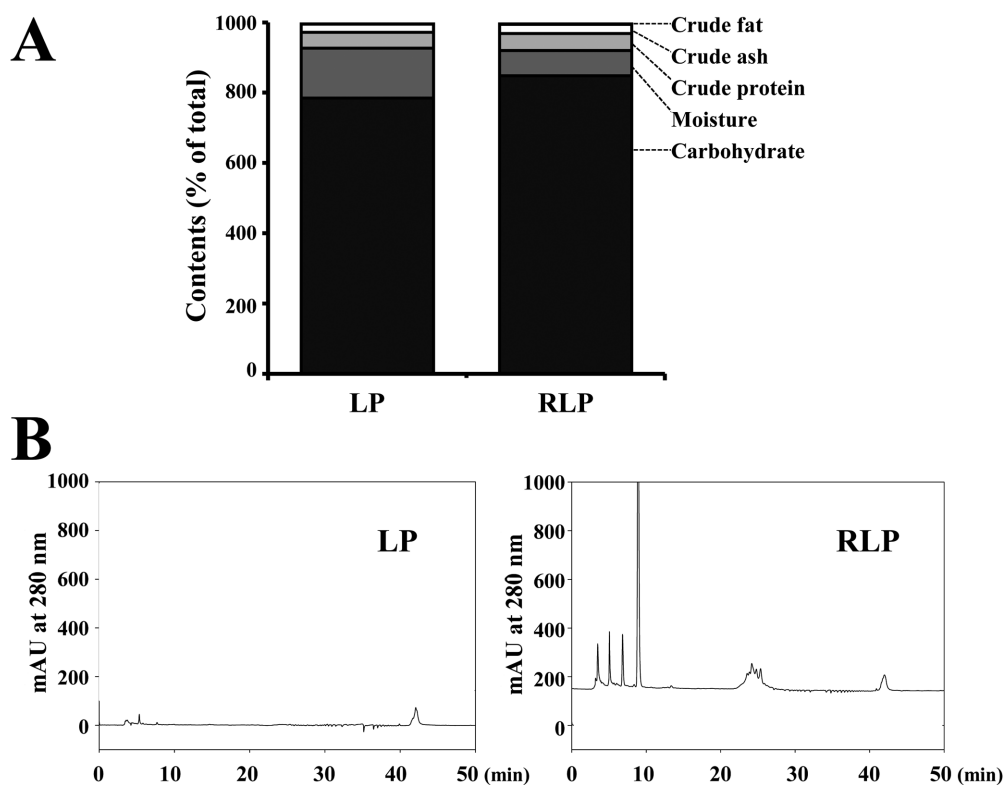 A
Contents (% of total)
1000
800
600
400
200
0
LP
RLP
Crude fat
Crude ash
Crude protein
Moisture
Carbohydrate
B
mAU at 280 nm
1000
800
600
400
200
0
LP
0 10 20 30 40 50 (min)
mAU at 280 nm
1000
800
600
400
200
0
RLP
0 10 20 30 40 50 (min)